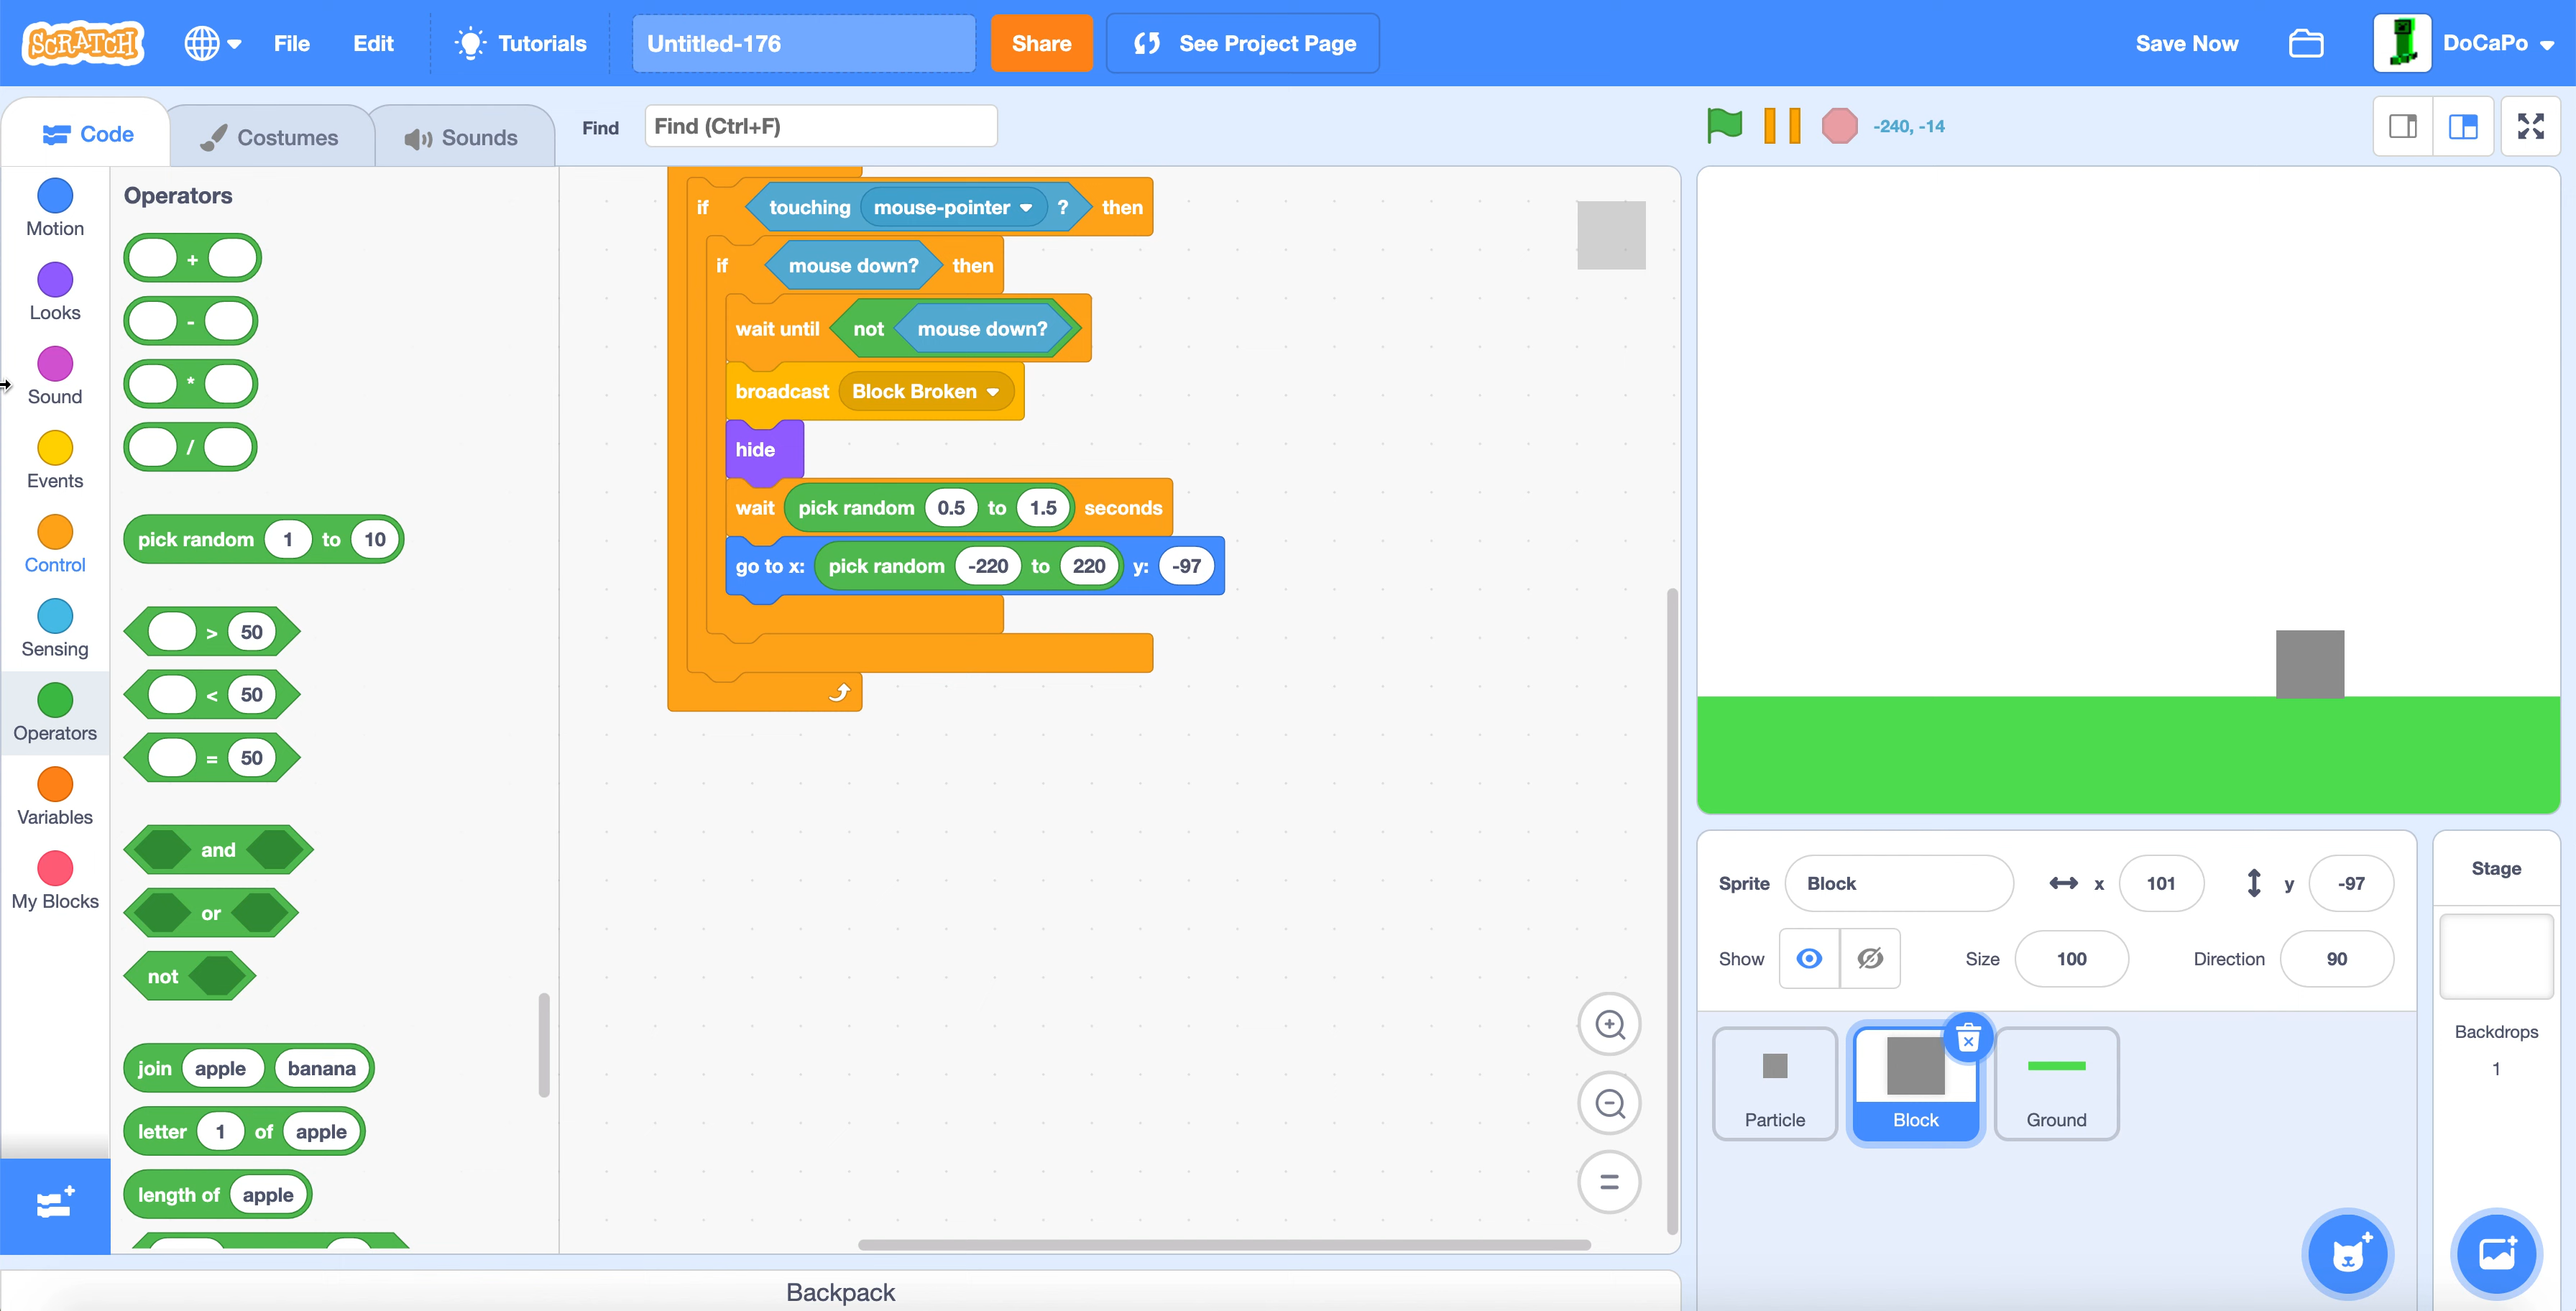 SCRATCH File Edit Tutorials Untitled-176 Share See Project Page Save Now DoCaPo
Code Costumes Sounds Find Find (Ctrl+F) -240, -14
Motion
Looks
Sound
Events
Control
Sensing
Operators
Variables
My Blocks
Operators
+
-
*
/
pick random 1 to 10
> 50
< 50
= 50
and
or
not
join apple banana
letter 1 of apple
length of apple
if touching mouse-pointer ? then
if mouse down? then
wait until not mouse down?
broadcast Block Broken
hide
wait pick random 0.5 to 1.5 seconds
go to x: pick random -220 to 220 y: -97
Backpack
Sprite Block x 101 y -97
Show Size 100 Direction 90
Particle Block Ground
Stage
Backdrops
1